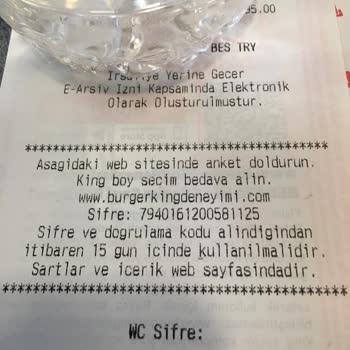 95.00
BES TRY
Irsaliye Yerine Gecer
E-Arsiv Izni Kapsaminda Elektronik
Olarak Olusturulmustur.
**********************************
Asagidaki web sitesinde anket doldurun.
King boy secim bedava alin.
www.burgerkingdeneyimi.com
Sifre: 7940161200581125
Sifre ve dogrulama kodu alindigindan
itibaren 15 gun icinde kullanilmalidir.
Sartlar ve icerik web sayfasindadir.
**********************************
WC Sifre: